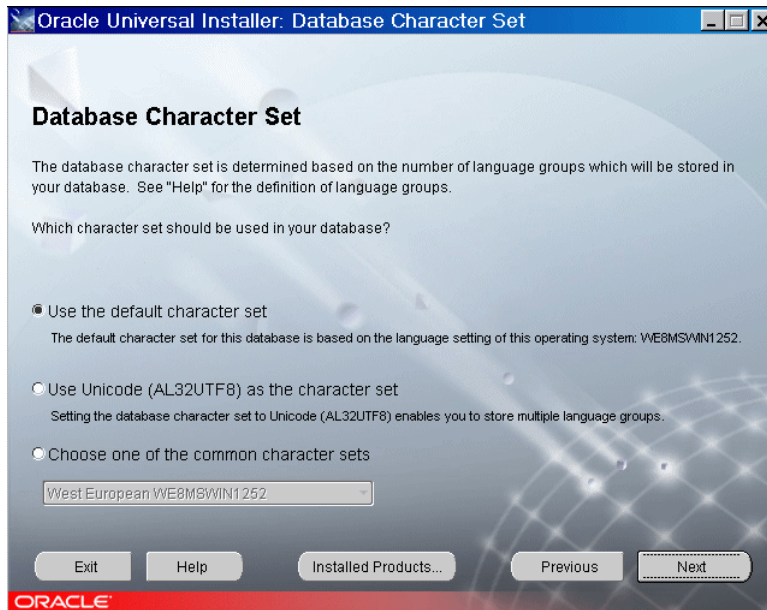 Oracle Universal Installer: Database Character Set
Database Character Set
The database character set is determined based on the number of language groups which will be stored in
your database. See "Help" for the definition of language groups.
Which character set should be used in your database?
Use the default character set
The default character set for this database is based on the language setting of this operating system: WE8MSWIN1252.
Use Unicode (AL32UTF8) as the character set
Setting the database character set to Unicode (AL32UTF8) enables you to store multiple language groups.
Choose one of the common character sets
West European WE8MSWIN1252
Exit Help Installed Products... Previous Next
ORACLE